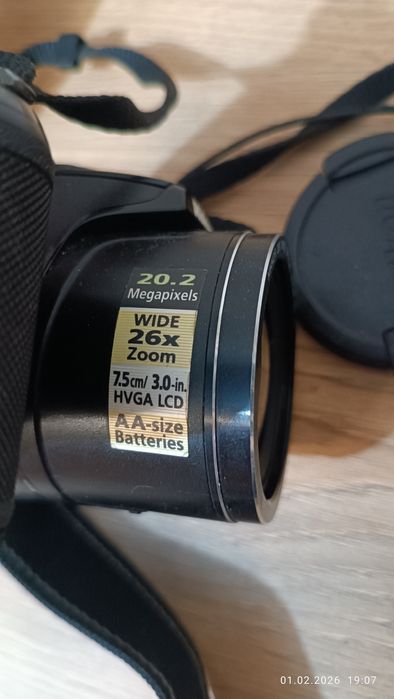 20.2
Megapixels
WIDE
26x
Zoom
7.5cm/ 3.0-in.
HVGA LCD
AA-size
Batteries
01.02.2026 19:07